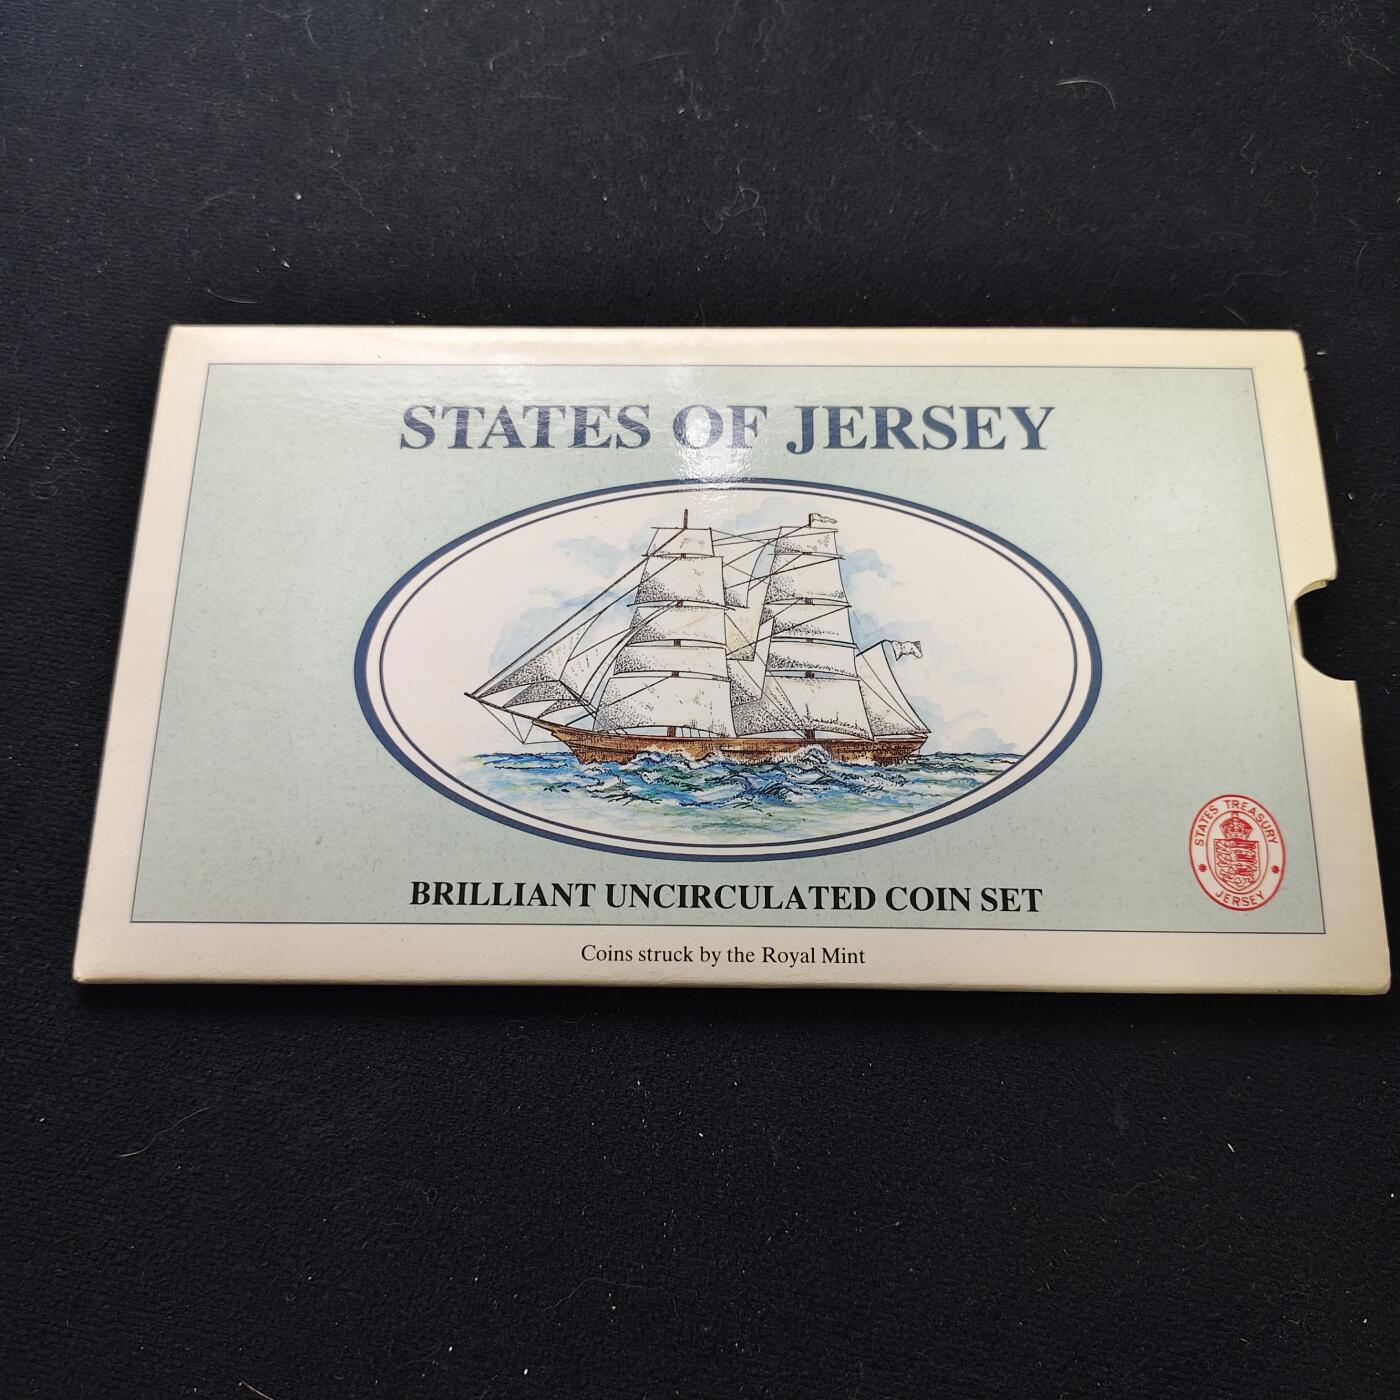 STATES OF JERSEY
BRILLIANT UNCIRCULATED COIN SET
STATES TREASURY
JERSEY
Coins struck by the Royal Mint